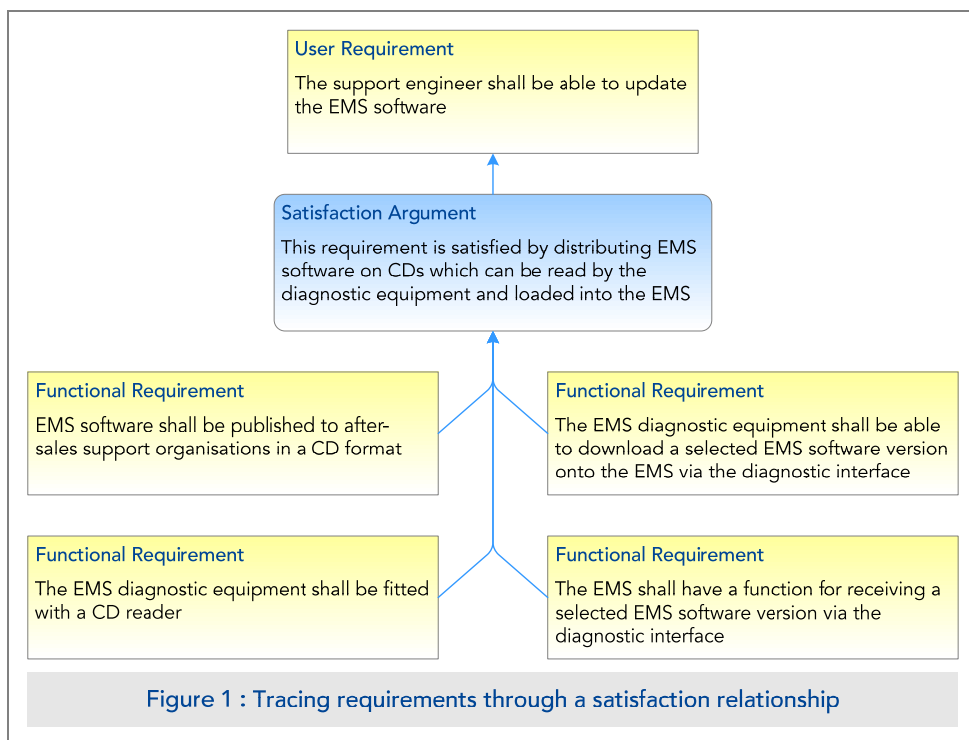 User Requirement
The support engineer shall be able to update
the EMS software
Satisfaction Argument
This requirement is satisfied by distributing EMS
software on CDs which can be read by the
diagnostic equipment and loaded into the EMS
Functional Requirement
EMS software shall be published to after-
sales support organisations in a CD format
Functional Requirement
The EMS diagnostic equipment shall be able
to download a selected EMS software version
onto the EMS via the diagnostic interface
Functional Requirement
The EMS diagnostic equipment shall be fitted
with a CD reader
Functional Requirement
The EMS shall have a function for receiving a
selected EMS software version via the
diagnostic interface
Figure 1 : Tracing requirements through a satisfaction relationship